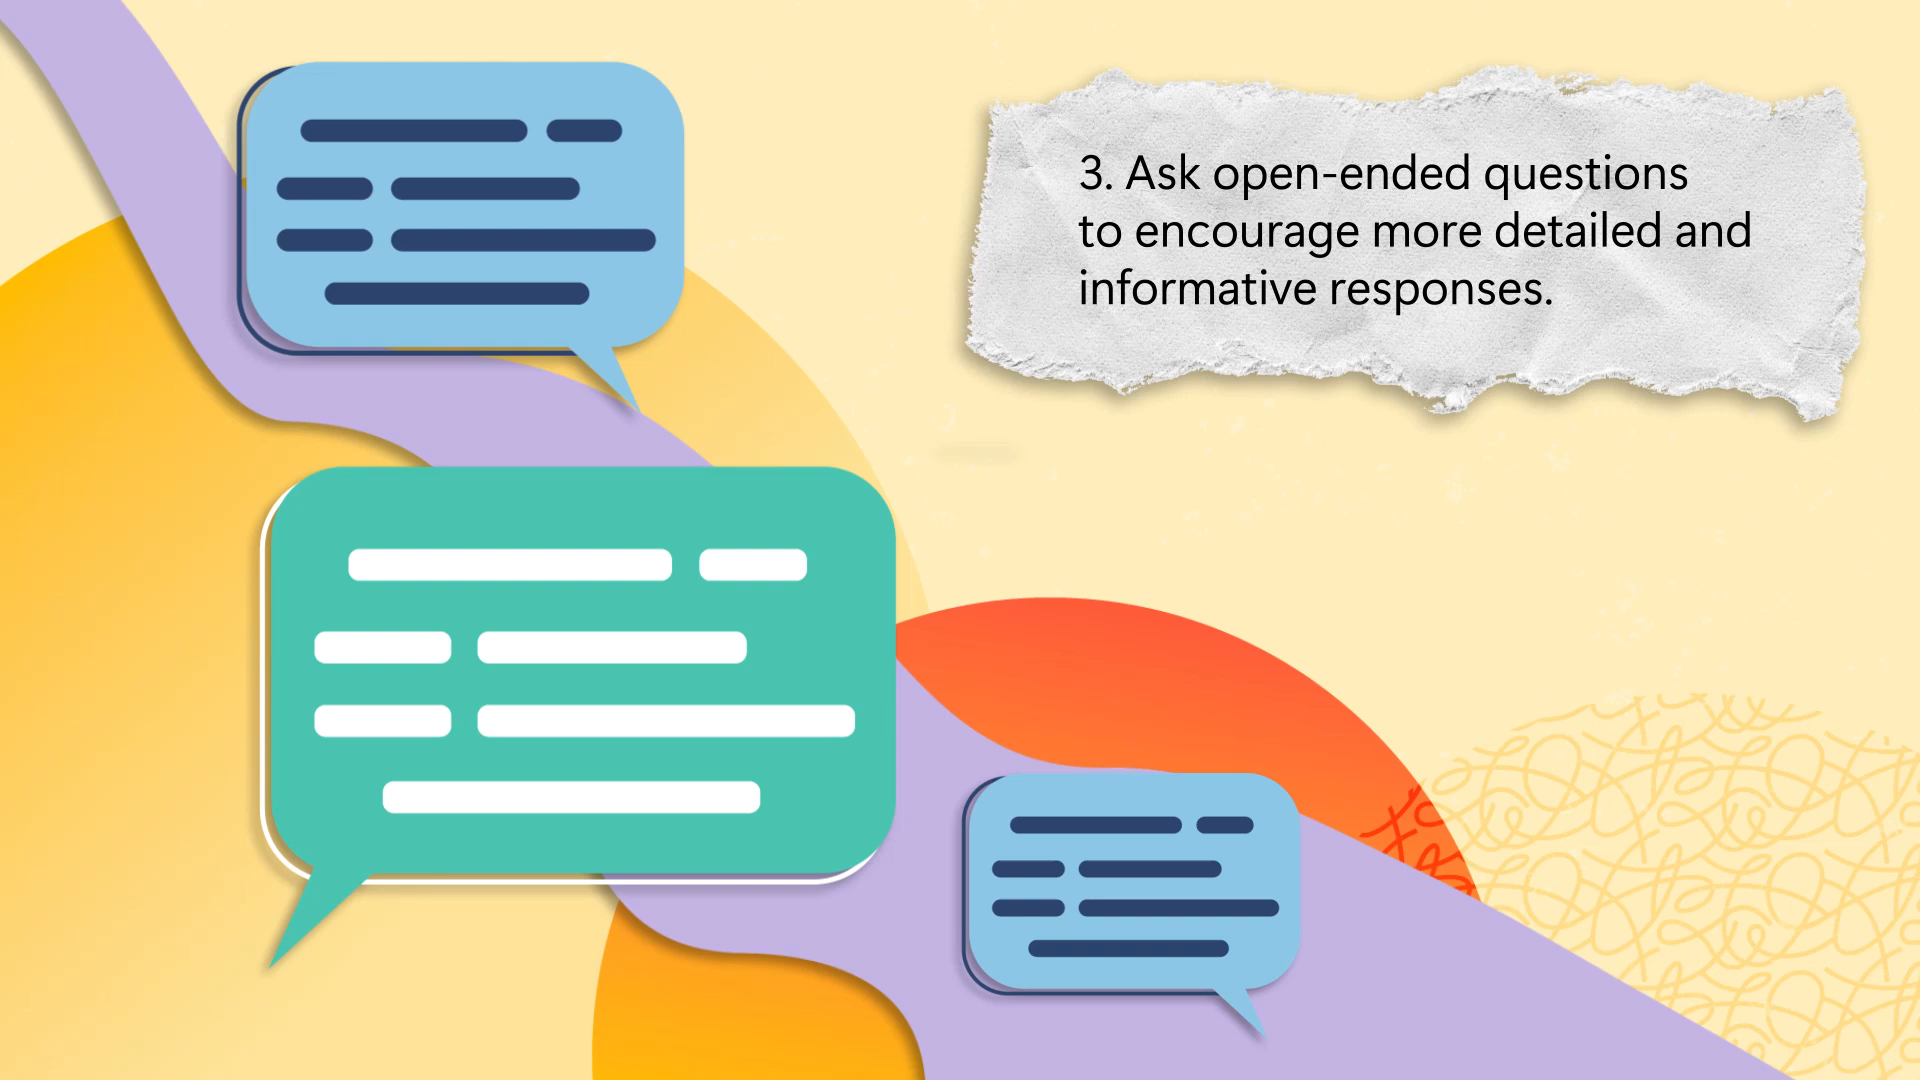 3. Ask open-ended questions
to encourage more detailed and
informative responses.